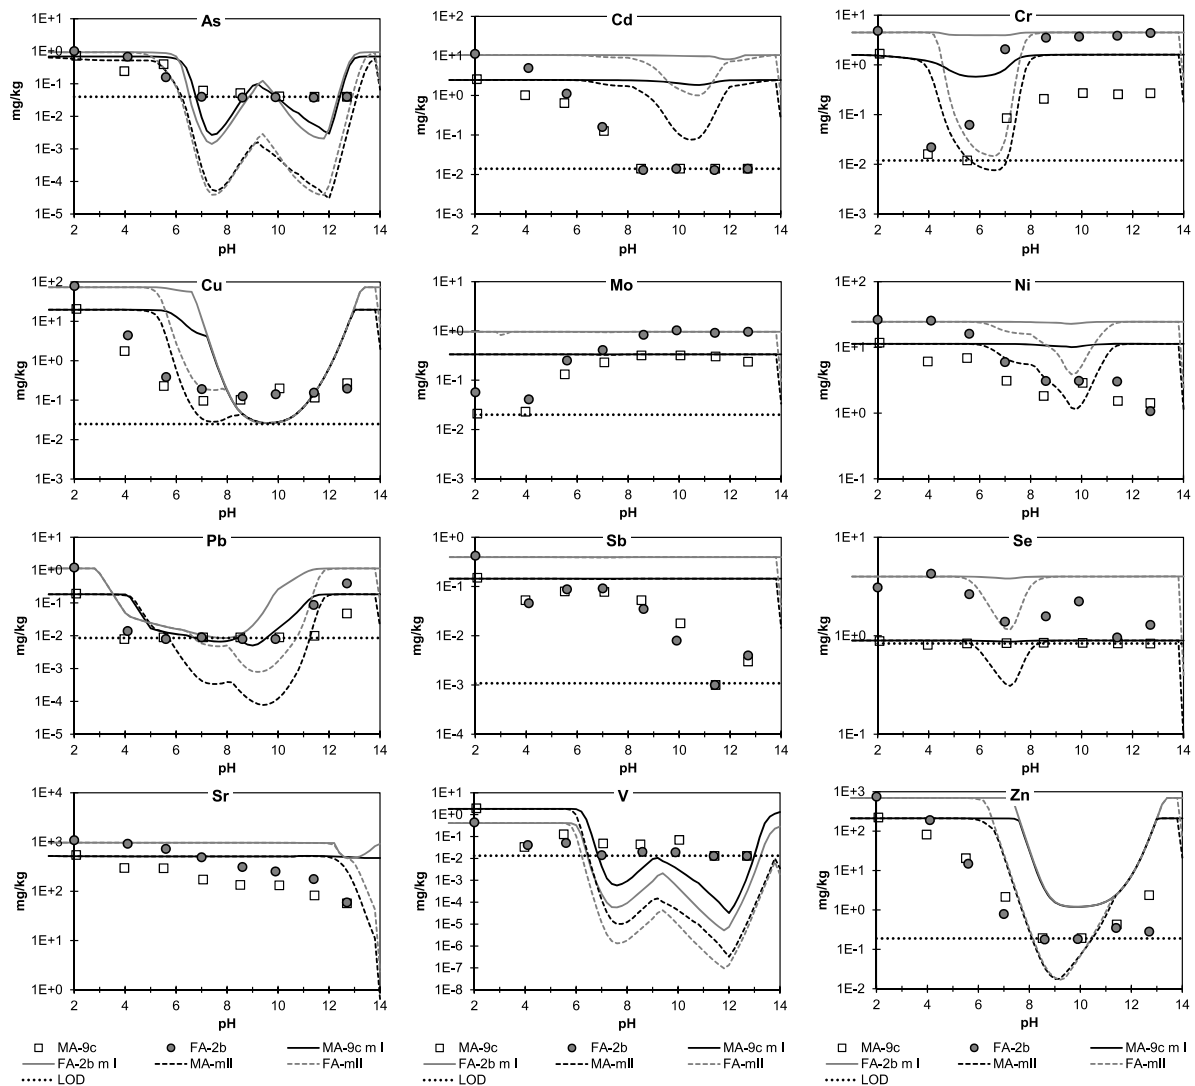 As
1E+1
1E+0
1E-1
1E-2
1E-3
1E-4
1E-5
mg/kg
2 4 6 8 10 12 14
pH
Cd
1E+2
1E+1
1E+0
1E-1
1E-2
1E-3
mg/kg
2 4 6 8 10 12 14
pH
Cr
1E+1
1E+0
1E-1
1E-2
1E-3
mg/kg
2 4 6 8 10 12 14
pH
Cu
1E+2
1E+1
1E+0
1E-1
1E-2
1E-3
mg/kg
2 4 6 8 10 12 14
pH
Mo
1E+1
1E+0
1E-1
1E-2
1E-3
mg/kg
2 4 6 8 10 12 14
pH
Ni
1E+2
1E+1
1E+0
1E-1
mg/kg
2 4 6 8 10 12 14
pH
Pb
1E+1
1E+0
1E-1
1E-2
1E-3
1E-4
1E-5
mg/kg
2 4 6 8 10 12 14
pH
Sb
1E+0
1E-1
1E-2
1E-3
1E-4
mg/kg
2 4 6 8 10 12 14
pH
Se
1E+1
1E+0
1E-1
mg/kg
2 4 6 8 10 12 14
pH
Sr
1E+4
1E+3
1E+2
1E+1
1E+0
mg/kg
2 4 6 8 10 12 14
pH
V
1E+1
1E+0
1E-1
1E-2
1E-3
1E-4
1E-5
1E-6
1E-7
1E-8
mg/kg
2 4 6 8 10 12 14
pH
Zn
1E+3
1E+2
1E+1
1E+0
1E-1
1E-2
mg/kg
2 4 6 8 10 12 14
pH
MA-9c FA-2b MA-9c m I
FA-2b m I MA-mII FA-mII
LOD
MA-9c FA-2b MA-9c m I
FA-2b m I MA-mII FA-mII
LOD
MA-9c FA-2b MA-9c m I
FA-2b m I MA-mII FA-mII
LOD